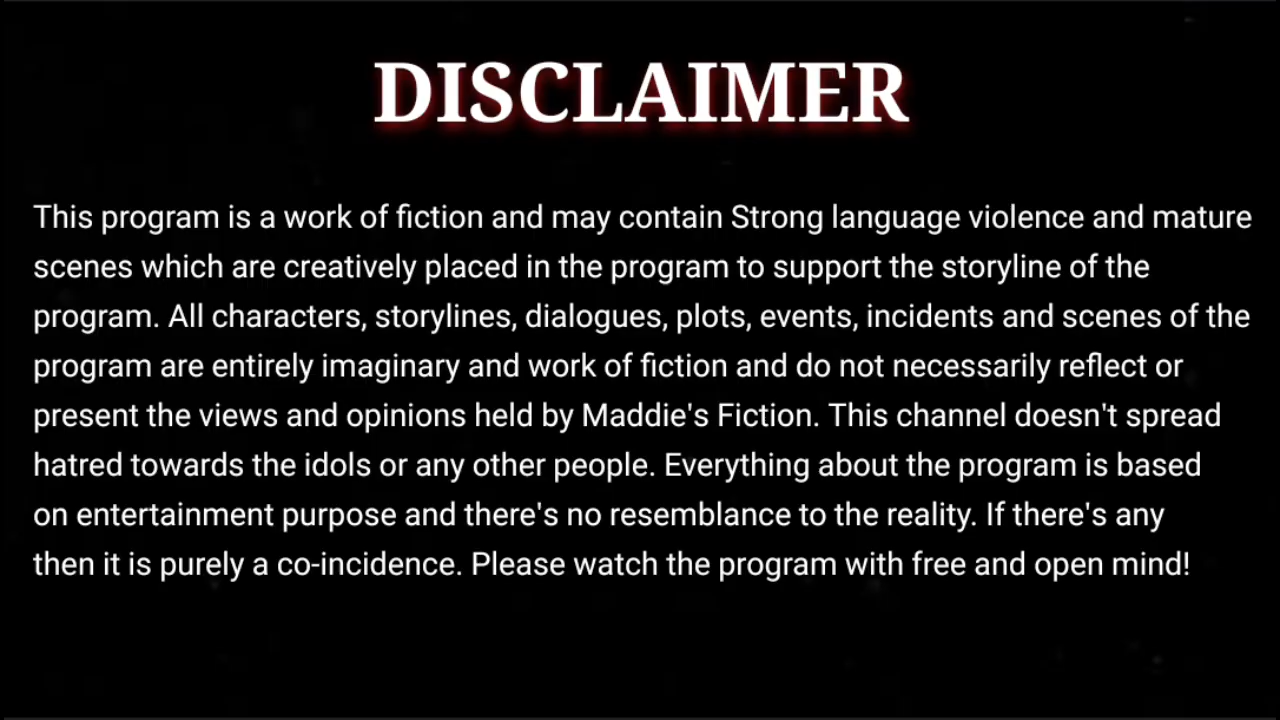 DISCLAIMER
This program is a work of fiction and may contain Strong language violence and mature
scenes which are creatively placed in the program to support the storyline of the
program. All characters, storylines, dialogues, plots, events, incidents and scenes of the
program are entirely imaginary and work of fiction and do not necessarily reflect or
present the views and opinions held by Maddie's Fiction. This channel doesn't spread
hatred towards the idols or any other people. Everything about the program is based
on entertainment purpose and there's no resemblance to the reality. If there's any
then it is purely a co-incidence. Please watch the program with free and open mind!